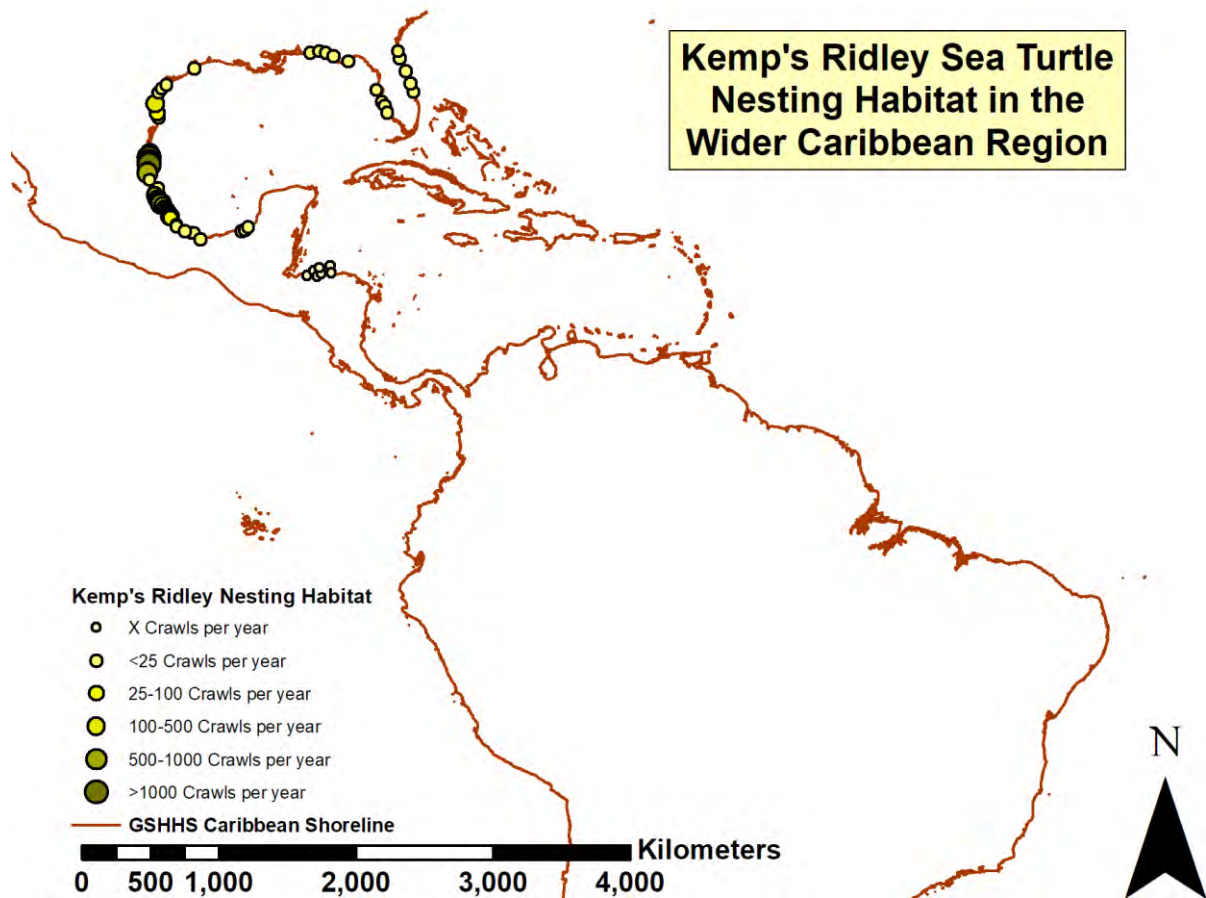 Kemp's Ridley Sea Turtle
Nesting Habitat in the
Wider Caribbean Region
Kemp's Ridley Nesting Habitat
X Crawls per year
<25 Crawls per year
25-100 Crawls per year
100-500 Crawls per year
500-1000 Crawls per year
>1000 Crawls per year
GSHHS Caribbean Shoreline
Kilometers
0 500 1,000 2,000 3,000 4,000
N